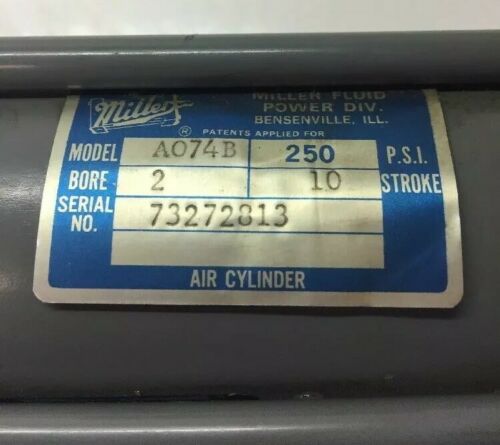 Miller
MILLER FLUID
POWER DIV.
BENSENVILLE, ILL.
®
PATENTS APPLIED FOR
MODEL AO74B 250 P.S.I.
BORE 2 10 STROKE
SERIAL NO. 73272813
AIR CYLINDER